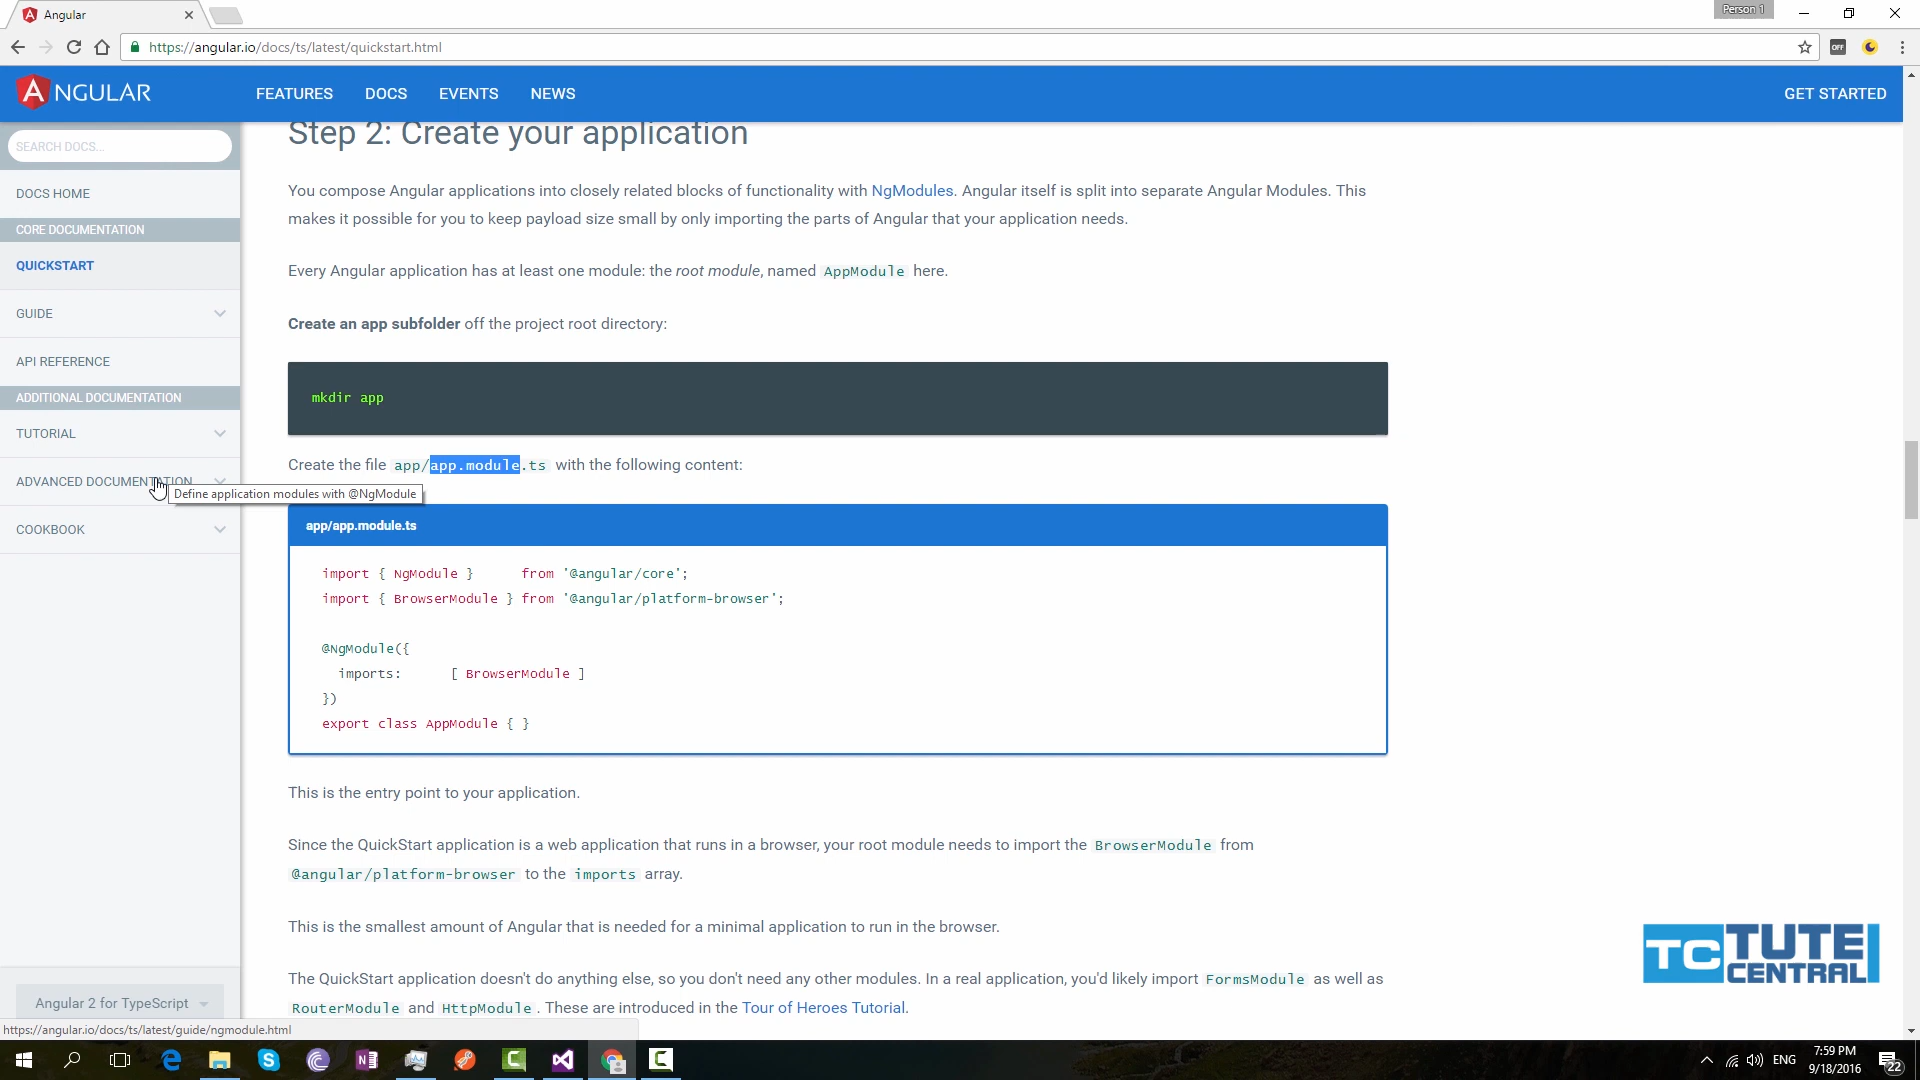 Angular
Person 1
https://angular.io/docs/ts/latest/quickstart.html
OFF
ANGULAR
FEATURES
DOCS
EVENTS
NEWS
GET STARTED
SEARCH DOCS...
DOCS HOME
CORE DOCUMENTATION
QUICKSTART
GUIDE
API REFERENCE
ADDITIONAL DOCUMENTATION
TUTORIAL
ADVANCED DOCUMENTATION
COOKBOOK
Angular 2 for TypeScript
Step 2: Create your application
You compose Angular applications into closely related blocks of functionality with NgModules. Angular itself is split into separate Angular Modules. This
makes it possible for you to keep payload size small by only importing the parts of Angular that your application needs.
Every Angular application has at least one module: the root module, named AppModule here.
Create an app subfolder off the project root directory:
mkdir app
Create the file app/app.module.ts with the following content:
Define application modules with @NgModule
app/app.module.ts
import { NgModule }      from '@angular/core';
import { BrowserModule } from '@angular/platform-browser';
@NgModule({
  imports:      [ BrowserModule ]
})
export class AppModule { }
This is the entry point to your application.
Since the QuickStart application is a web application that runs in a browser, your root module needs to import the BrowserModule from
@angular/platform-browser to the imports array.
This is the smallest amount of Angular that is needed for a minimal application to run in the browser.
The QuickStart application doesn't do anything else, so you don't need any other modules. In a real application, you'd likely import FormsModule as well as
RouterModule and HttpModule. These are introduced in the Tour of Heroes Tutorial.
TC TUTE
CENTRAL
https://angular.io/docs/ts/latest/guide/ngmodule.html
ENG
7:59 PM
9/18/2016
22